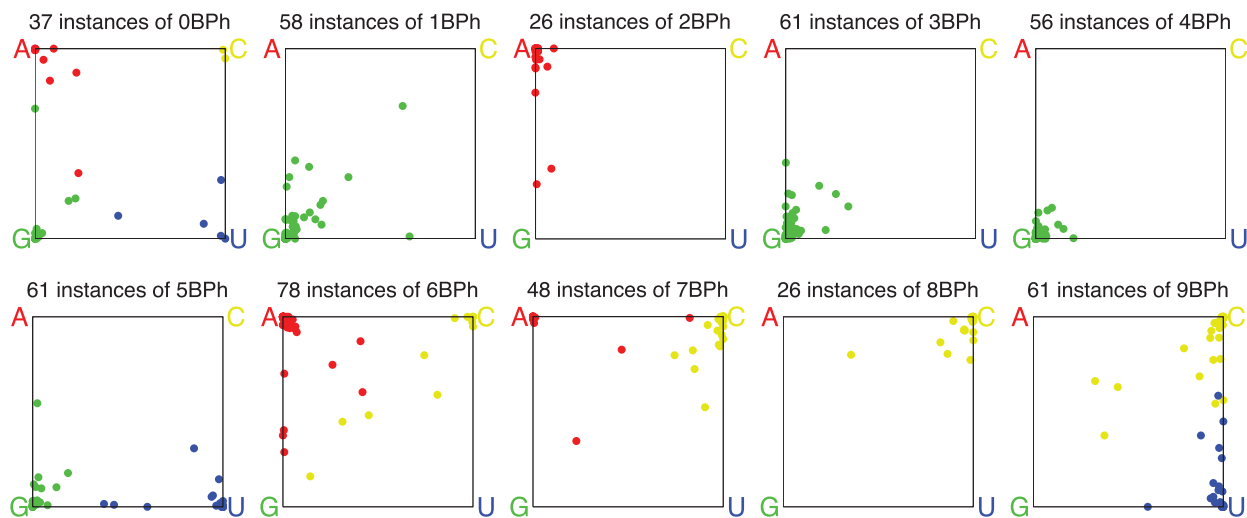 37 instances of 0BPh
58 instances of 1BPh
26 instances of 2BPh
61 instances of 3BPh
56 instances of 4BPh
A C A C A C A C A C
G U G U G U G U G U
61 instances of 5BPh
78 instances of 6BPh
48 instances of 7BPh
26 instances of 8BPh
61 instances of 9BPh
A C A C A C A C A C
G U G U G U G U G U